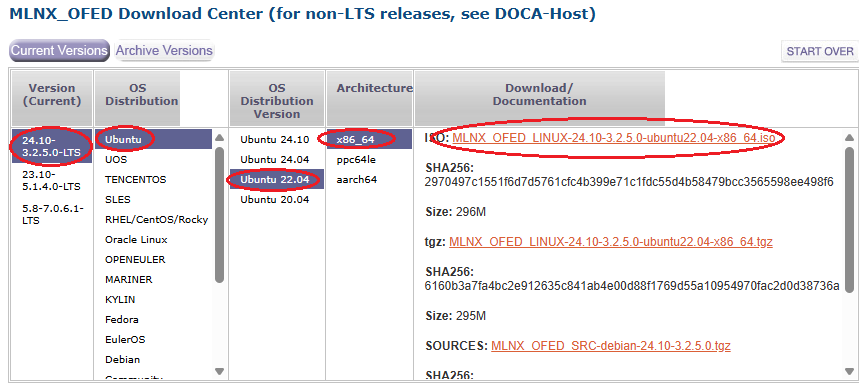 MLNX_OFED Download Center (for non-LTS releases, see DOCA-Host)
Current Versions
Archive Versions
START OVER
Version
(Current)
OS
Distribution
OS
Distribution
Version
Architecture
Download/
Documentation
24.10-
3.2.5.0-LTS
23.10-
5.1.4.0-LTS
5.8-7.0.6.1-
LTS
Ubuntu
UOS
TENCENTOS
SLES
RHEL/CentOS/Rocky
Oracle Linux
OPENEULER
MARINER
KYLIN
Fedora
EulerOS
Debian
Ubuntu 24.10
Ubuntu 24.04
Ubuntu 22.04
Ubuntu 20.04
x86_64
ppc64le
aarch64
ISO: MLNX_OFED_LINUX-24.10-3.2.5.0-ubuntu22.04-x86_64.iso
SHA256:
2970497c1551f6d7d5761cfc4b399e71c1fdc55d4b58479bcc3565598ee498f6
Size: 296M
tgz: MLNX_OFED_LINUX-24.10-3.2.5.0-ubuntu22.04-x86_64.tgz
SHA256:
6160b3a7fa4bc2e912635c841ab4e00d88f1769d55a10954970fac2d0d38736a
Size: 295M
SOURCES: MLNX_OFED_SRC-debian-24.10-3.2.5.0.tgz
SHA256: